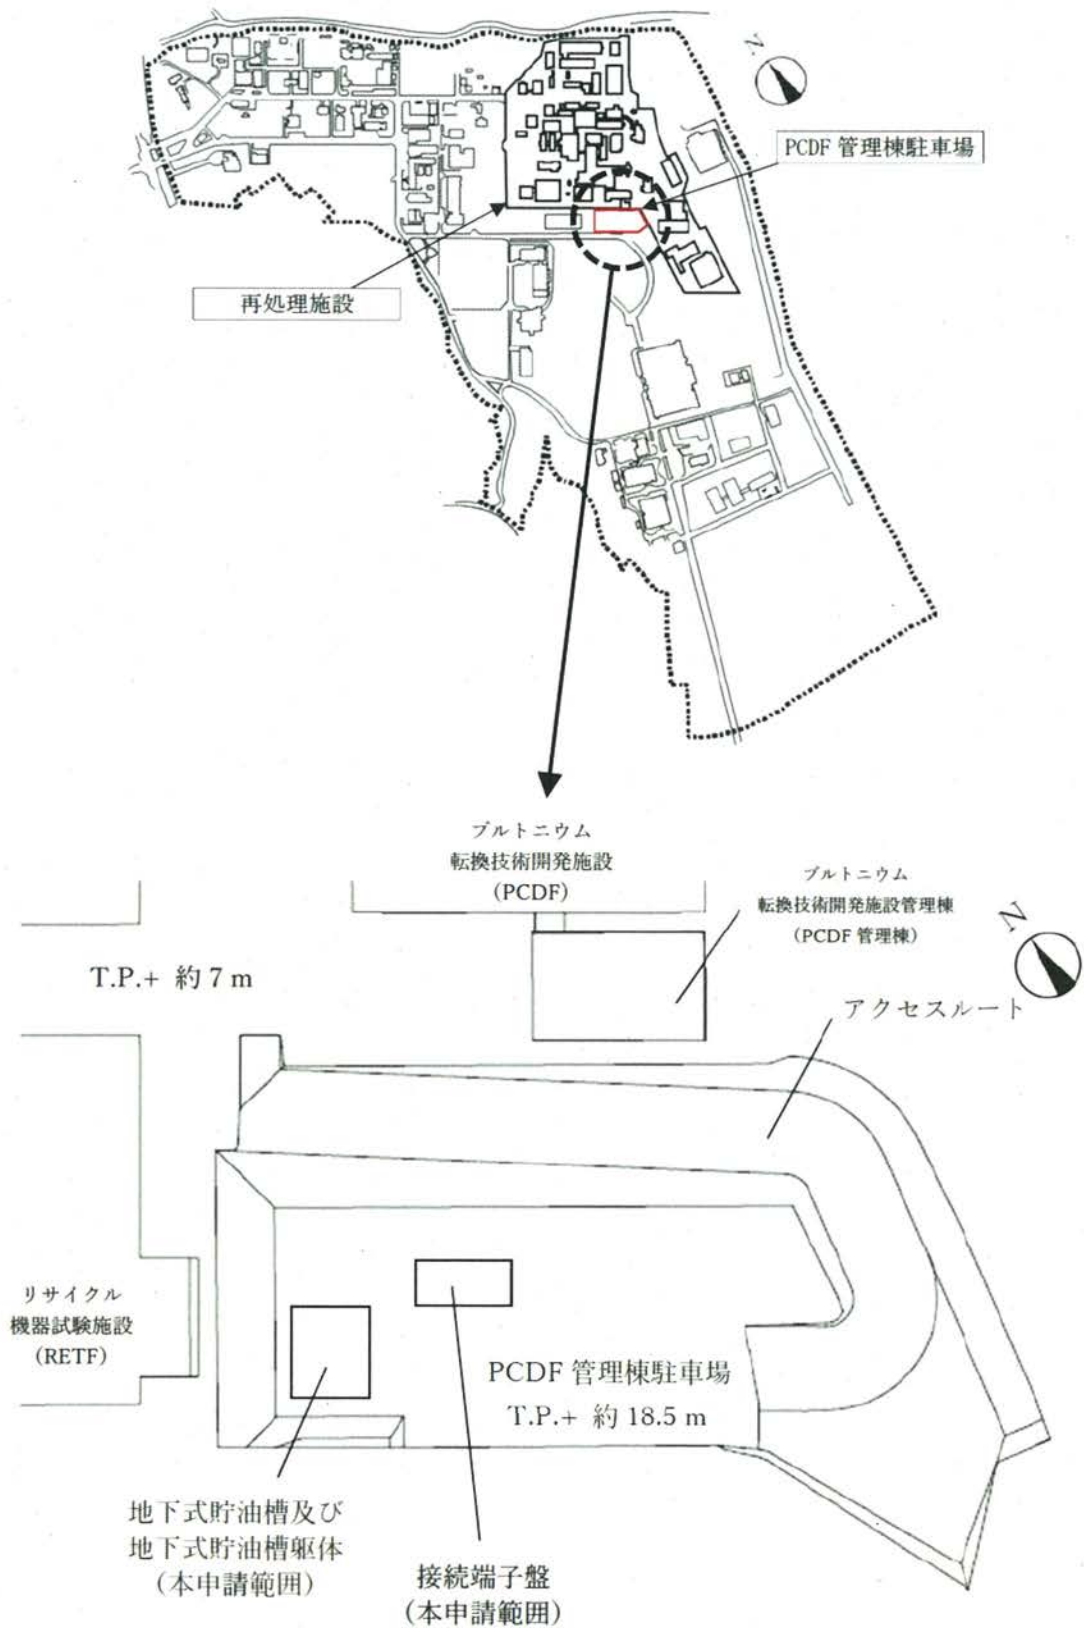 N
PCDF 管理棟駐車場
再処理施設
プルトニウム
転換技術開発施設
(PCDF)
プルトニウム
転換技術開発施設管理棟
(PCDF 管理棟)
N
T.P.+ 約 7 m
アクセスルート
リサイクル
機器試験施設
(RETF)
PCDF 管理棟駐車場
T.P.+ 約 18.5 m
地下式貯油槽及び
地下式貯油槽躯体
(本申請範囲)
接続端子盤
(本申請範囲)